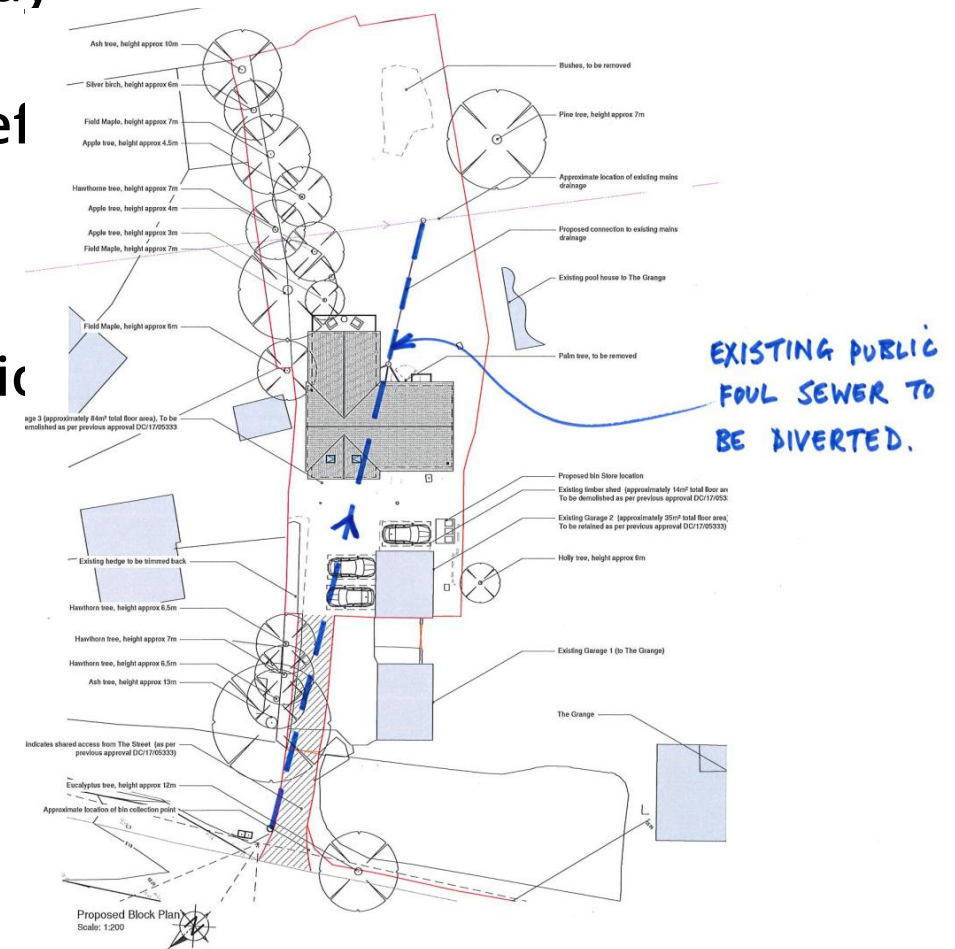 Ash tree, height approx 10m
Silver birch, height approx 6m
Field Maple, height approx 7m
Apple tree, height approx 4.5m
Hawthorne tree, height approx 7m
Apple tree, height approx 4m
Apple tree, height approx 3m
Field Maple, height approx 7m
Field Maple, height approx 6m
age 3 (approximately 84m² total floor area). To be
emolished as per previous approval DC/17/05333
Existing hedge to be trimmed back
Hawthorn tree, height approx 6.5m
Hawthorn tree, height approx 7m
Hawthorn tree, height approx 6.5m
Ash tree, height approx 13m
indicates shared access from The Street (as per
previous approval DC/17/05333)
Eucalyptus tree, height approx 12m
Approximate location of bin collection point
Bushes, to be removed
Pine tree, height approx 7m
Approximate location of existing mains
drainage
Proposed connection to existing mains
drainage
Existing pool house to The Grange
Palm tree, to be removed
EXISTING PUBLIC
FOUL SEWER TO
BE DIVERTED.
Proposed bin Store location
Existing timber shed (approximately 14m² total floor are
To be demolished as per previous approval DC/17/053
Existing Garage 2 (approximately 35m² total floor area)
To be retained as per previous approval DC/17/05333)
Holly tree, height approx 6m
Existing Garage 1 (to The Grange)
The Grange
Proposed Block Plan
Scale: 1:200
N